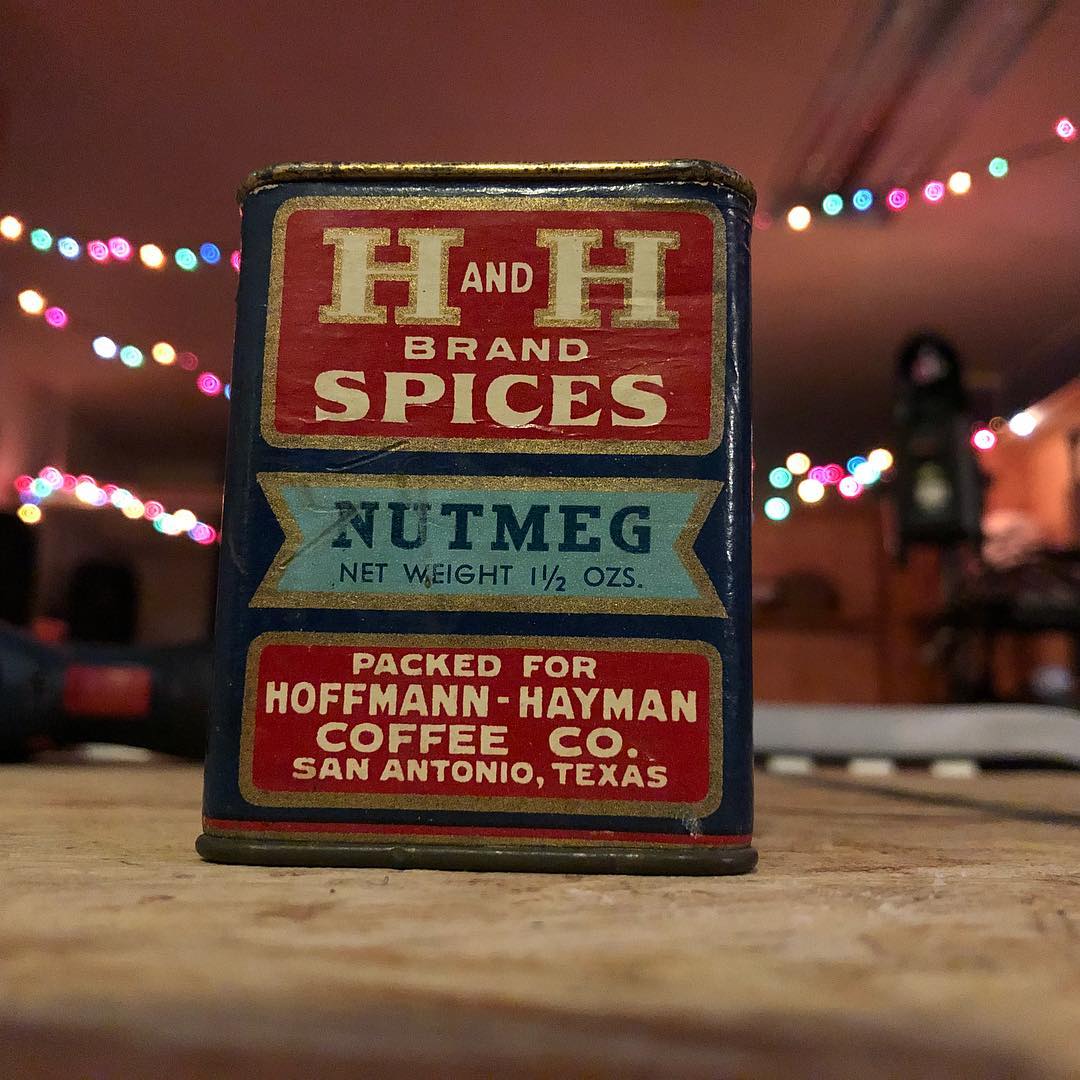 H AND H
BRAND
SPICES
NUTMEG
NET WEIGHT 1½ OZS.
PACKED FOR
HOFFMANN-HAYMAN
COFFEE CO.
SAN ANTONIO, TEXAS